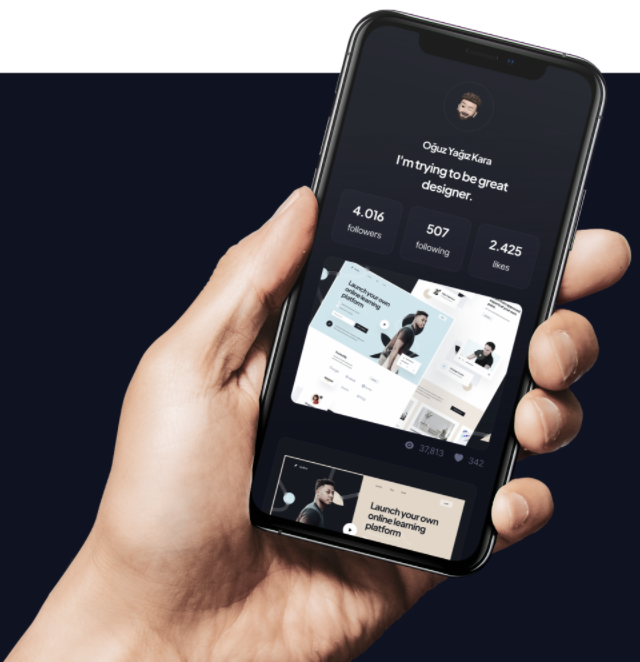 Oğuz Yağız Kara
I'm trying to be great
designer.
4.016
followers
507
following
2.425
likes
Launch your own
online learning
platform
37,813
342
Launch your own
online learning
platform